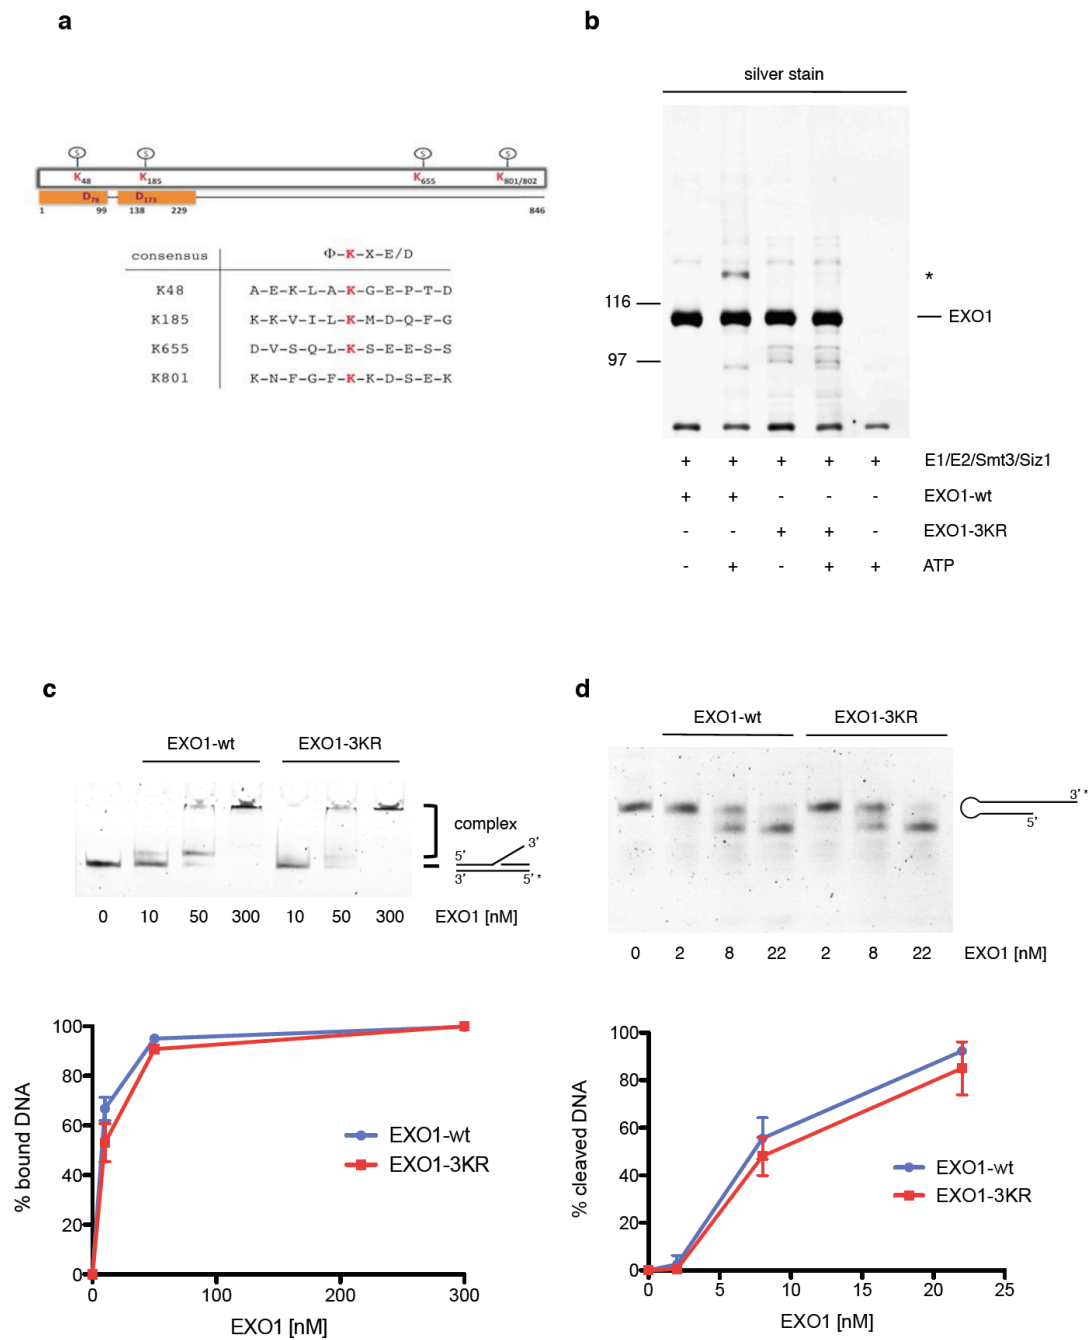 a
S S S S
K48 K185 K655 K801/802
D78 D173
1 99 138 229 846
consensus Φ-K-X-E/D
K48 A-E-K-L-A-K-G-E-P-T-D
K185 K-K-V-I-L-K-M-D-Q-F-G
K655 D-V-S-Q-L-K-S-E-E-S-S
K801 K-N-F-G-F-K-K-D-S-E-K
b
silver stain
*
116
EXO1
97
+ + + + + E1/E2/Smt3/Siz1
+ + - - - EXO1-wt
- - + + - EXO1-3KR
- + - + + ATP
c
EXO1-wt EXO1-3KR
complex
5' 3'
3' 5'*
0 10 50 300 10 50 300 EXO1 [nM]
100
80
60
40
20
0
% bound DNA
EXO1-wt
EXO1-3KR
0 100 200 300
EXO1 [nM]
d
EXO1-wt EXO1-3KR
3'*
5'
0 2 8 22 2 8 22 EXO1 [nM]
100
80
60
40
20
0
% cleaved DNA
EXO1-wt
EXO1-3KR
0 5 10 15 20 25
EXO1 [nM]